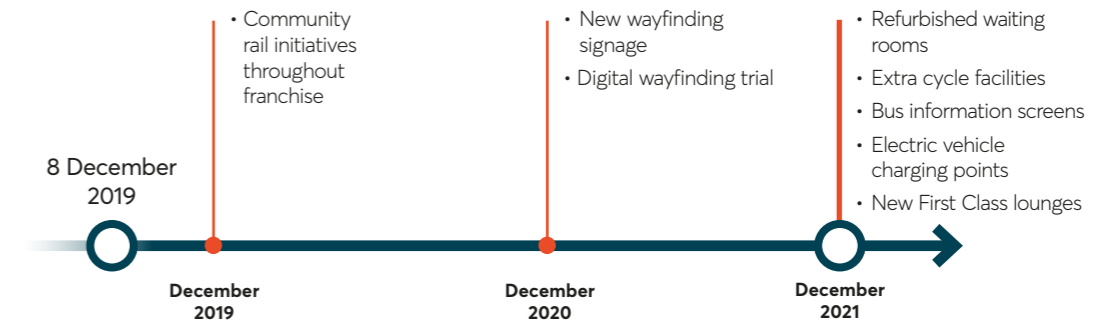 8 December
2019
• Community
rail initiatives
throughout
franchise
December
2019
• New wayfinding
signage
• Digital wayfinding trial
December
2020
• Refurbished waiting
rooms
• Extra cycle facilities
• Bus information screens
• Electric vehicle
charging points
• New First Class lounges
December
2021